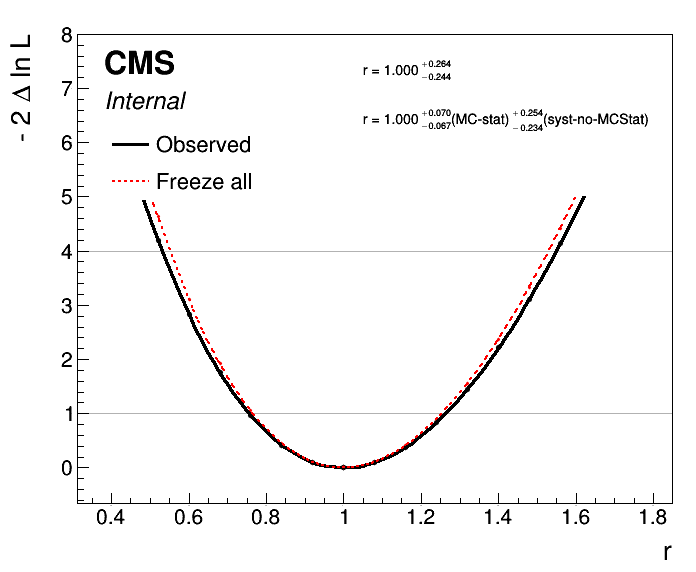 - 2 Δ ln L
8
7
6
5
4
3
2
1
0
CMS
Internal
Observed
Freeze all
r = 1.000 +0.264 −0.244
r = 1.000 +0.070 −0.067 (MC-stat) +0.254 −0.234 (syst-no-MCStat)
0.4 0.6 0.8 1 1.2 1.4 1.6 1.8
r